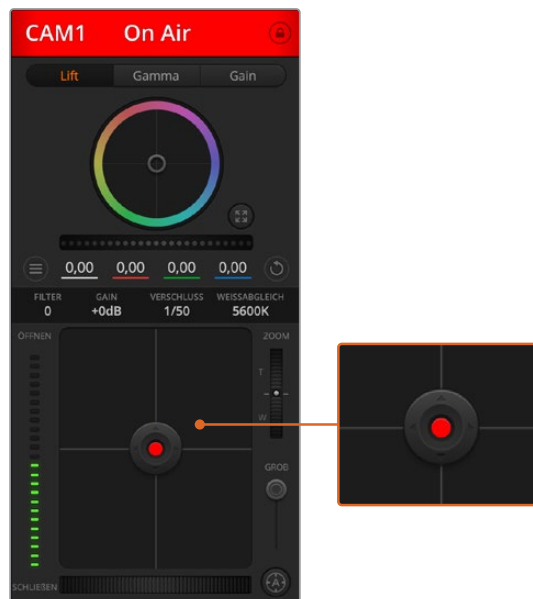 CAM1 On Air
Lift Gamma Gain
0,00 0,00 0,00 0,00
FILTER GAIN VERSCHLUSS WEISSABGLEICH
0 +0dB 1/50 5600K
ÖFFNEN ZOOM
T
W
GROB
SCHLIEẞEN A